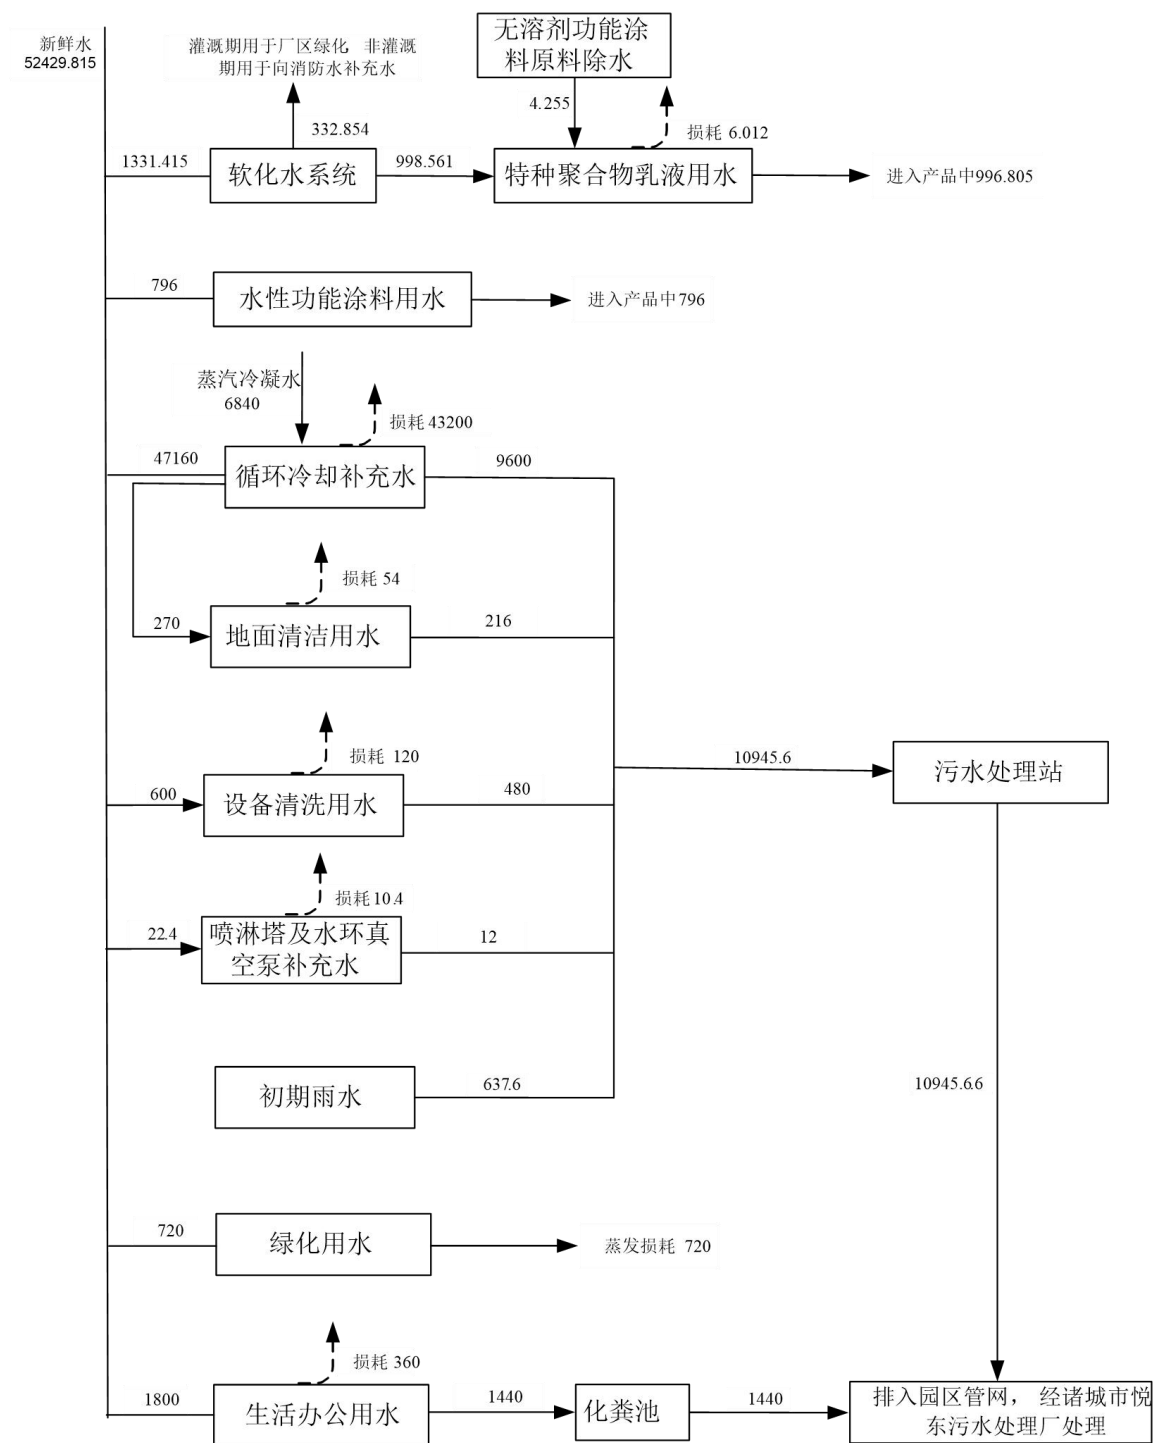 新鲜水
52429.815
灌溉期用于厂区绿化 非灌溉
期用于向消防水补充水
无溶剂功能涂
料原料除水
4.255
损耗 6.012
332.854
1331.415
软化水系统
998.561
特种聚合物乳液用水
进入产品中996.805
796
水性功能涂料用水
进入产品中796
蒸汽冷凝水
6840
损耗 43200
47160
循环冷却补充水
9600
损耗 54
270
地面清洁用水
216
损耗 120
600
设备清洗用水
480
10945.6
污水处理站
损耗10.4
22.4
喷淋塔及水环真
空泵补充水
12
初期雨水
637.6
10945.6.6
720
绿化用水
蒸发损耗 720
损耗 360
1800
生活办公用水
1440
化粪池
1440
排入园区管网，经诸城市悦
东污水处理厂处理